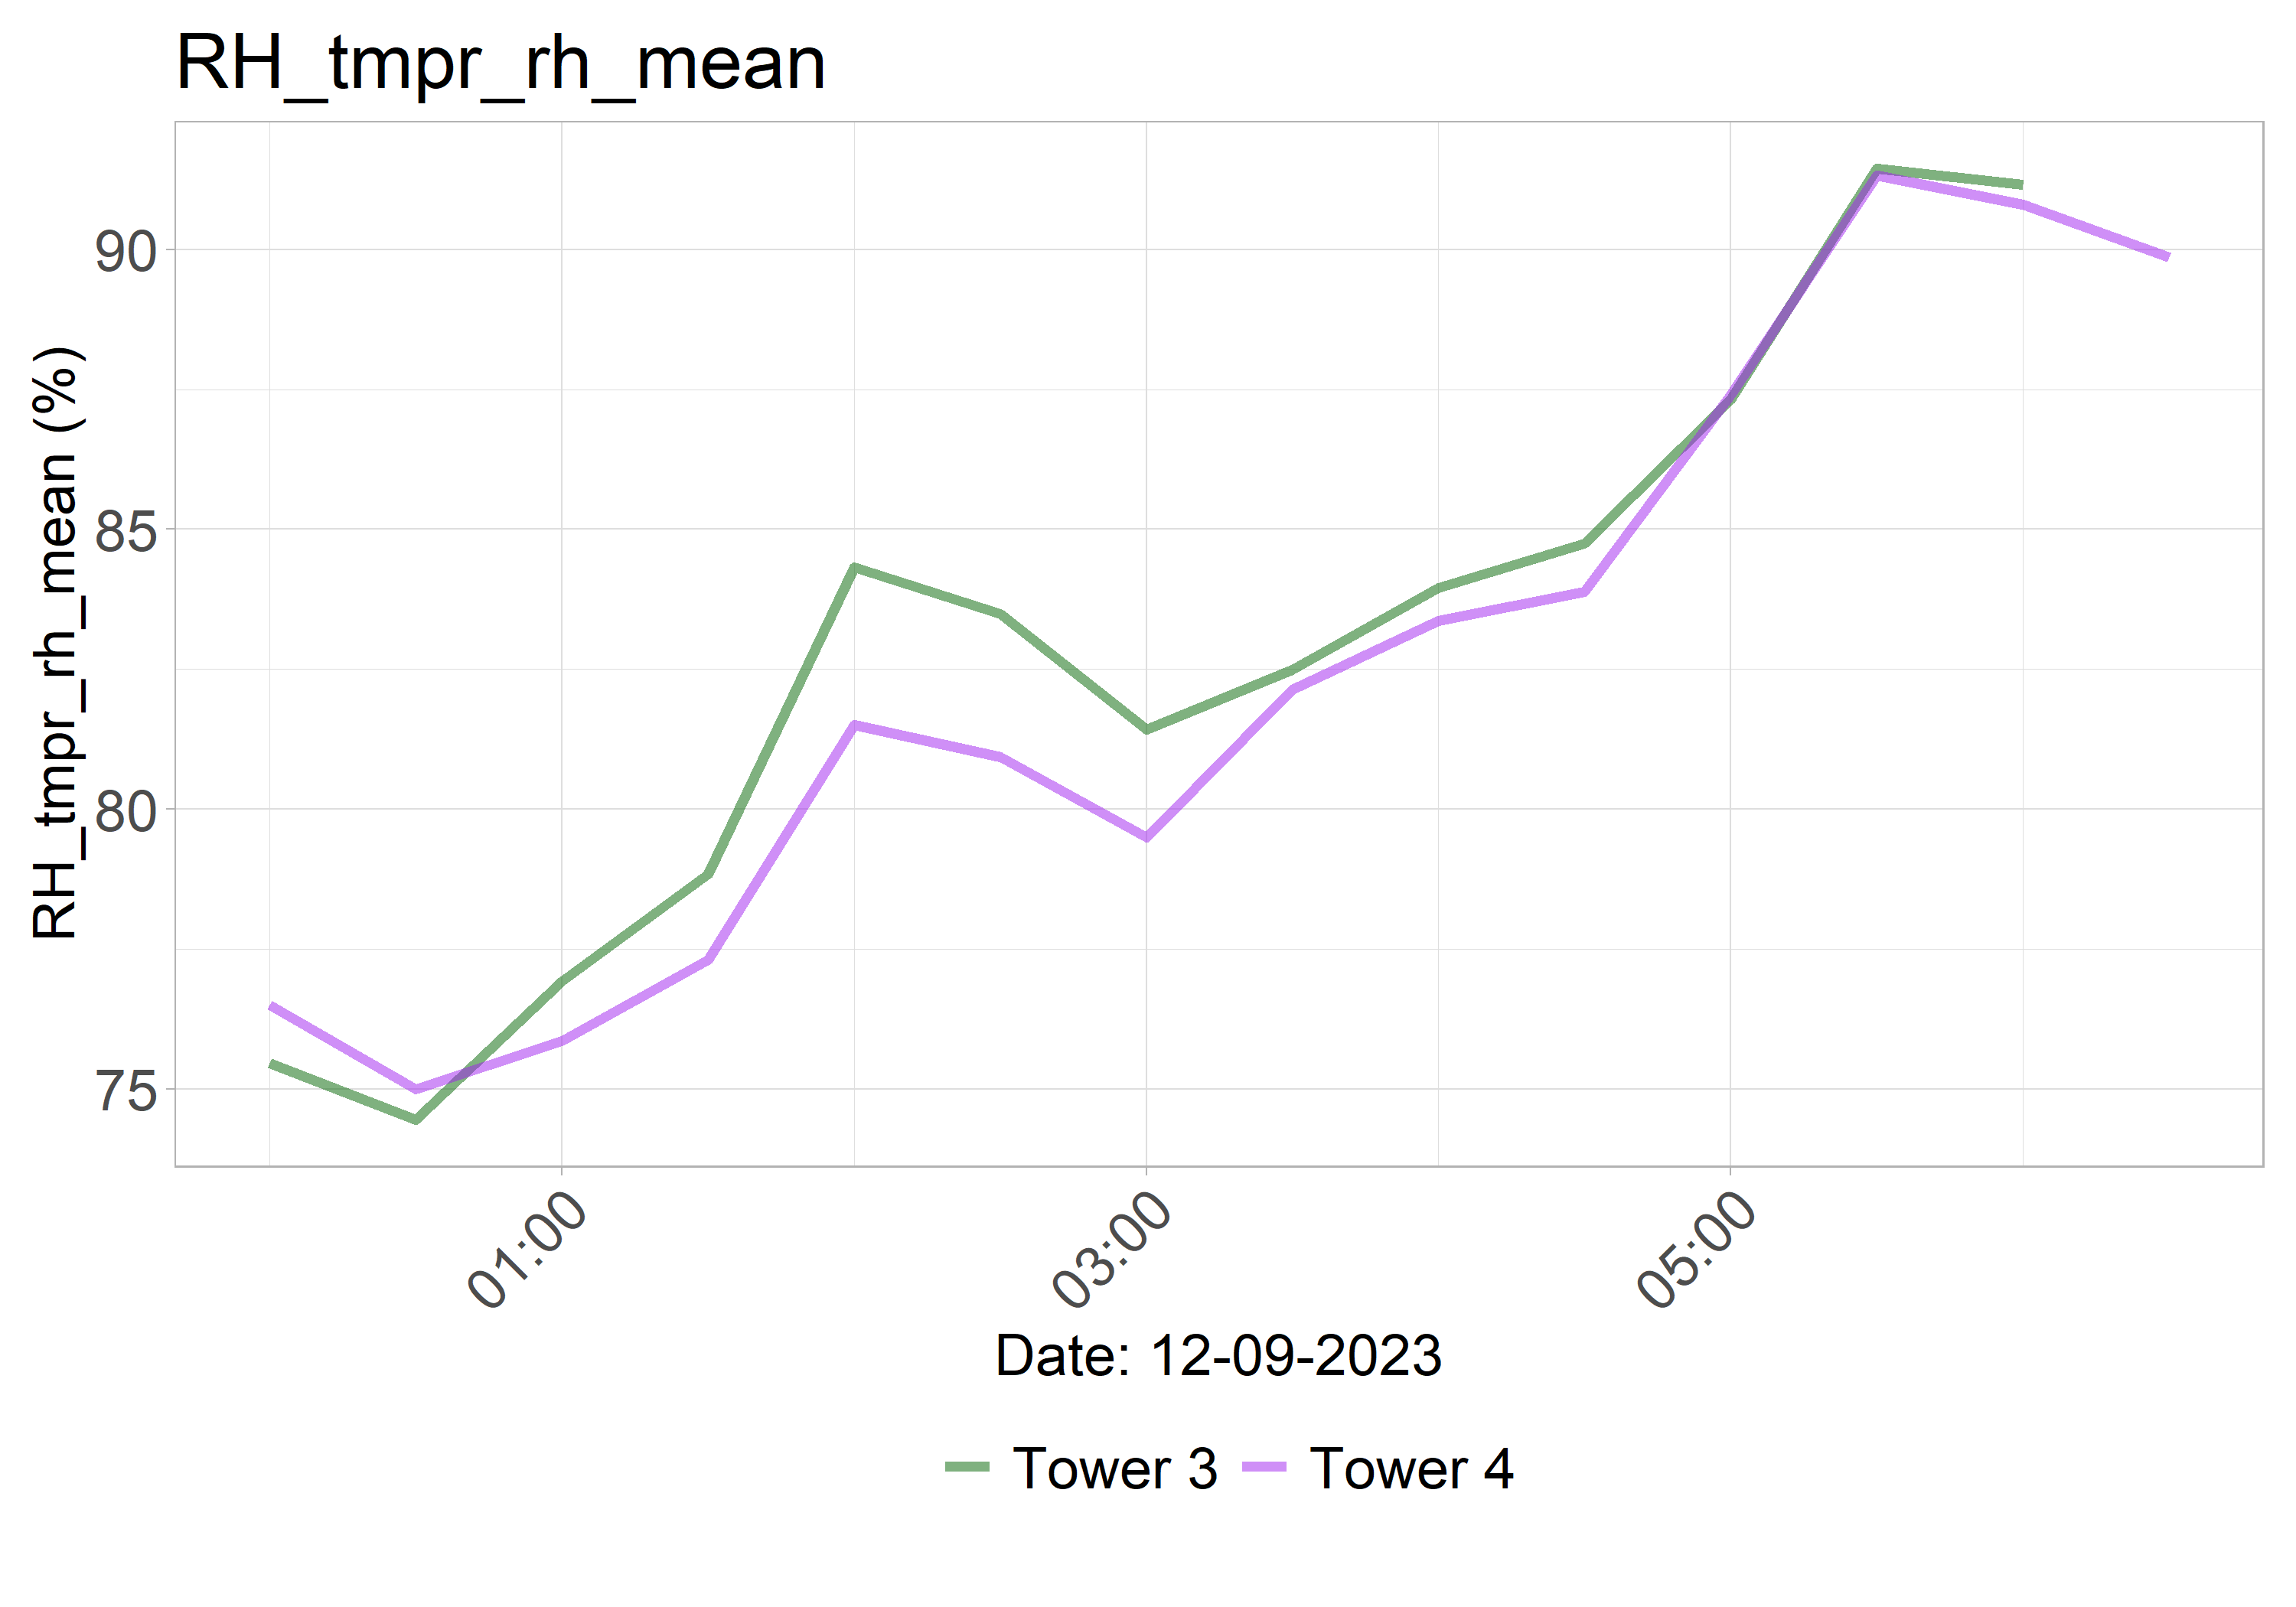 RH_tmpr_rh_mean
RH_tmpr_rh_mean (%)
90
85
80
75
01:00
03:00
05:00
Date: 12-09-2023
Tower 3
Tower 4